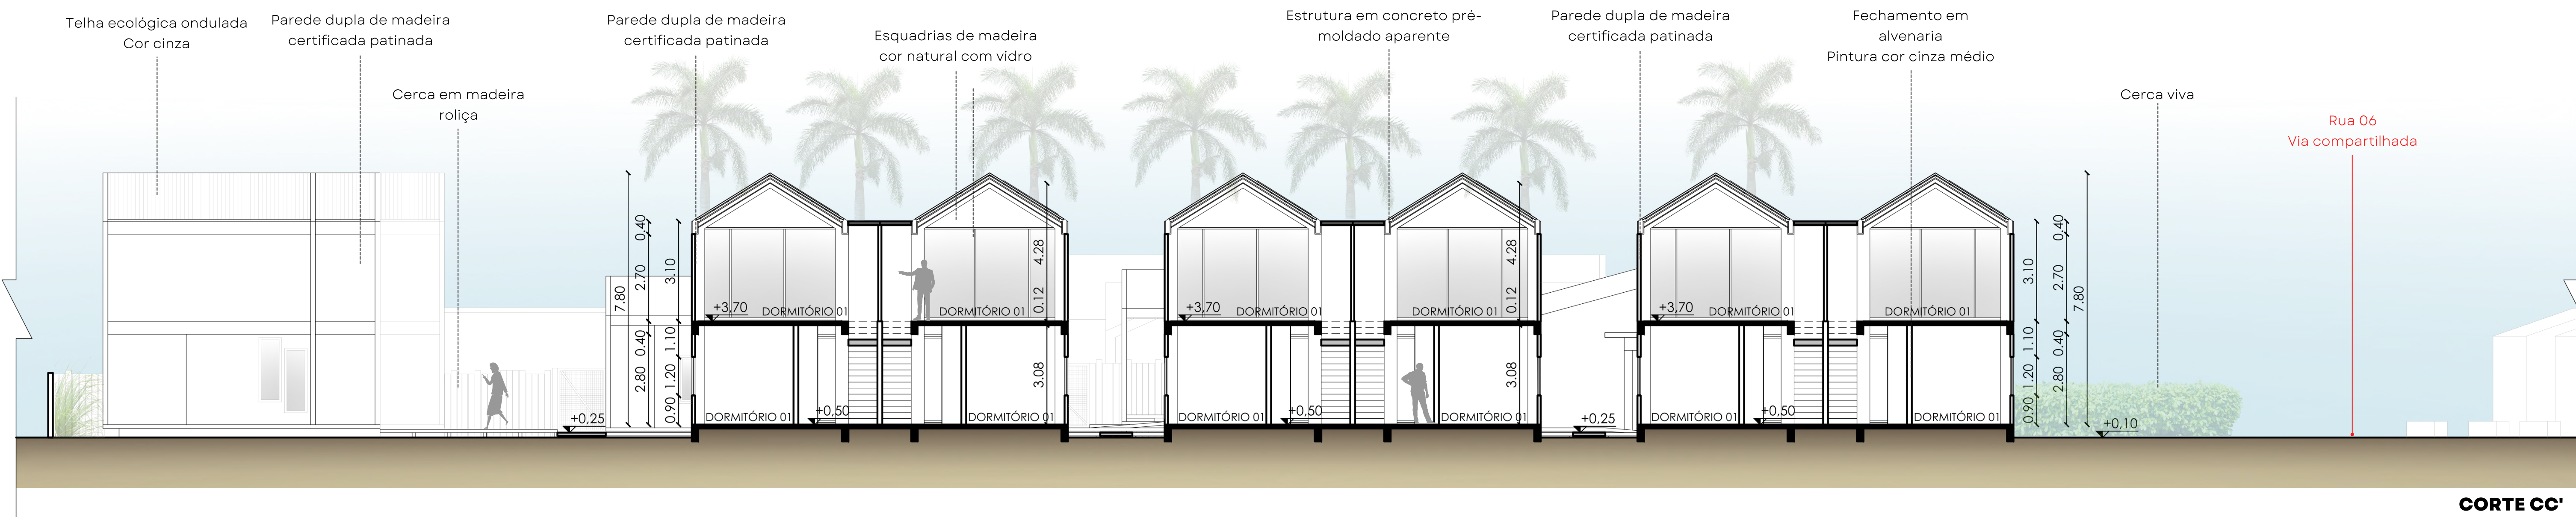 Telha ecológica ondulada
Cor cinza
Parede dupla de madeira
certificada patinada
Cerca em madeira
roliça
Parede dupla de madeira
certificada patinada
Esquadrias de madeira
cor natural com vidro
Estrutura em concreto pré-
moldado aparente
Parede dupla de madeira
certificada patinada
Fechamento em
alvenaria
Pintura cor cinza médio
Cerca viva
Rua 06
Via compartilhada
7.80
0.40
2.70
3.10
0.40
2.80
1.10
1.20
0.90
+0,25
+3,70
DORMITÓRIO 01
DORMITÓRIO 01
4.28
0.12
3.08
DORMITÓRIO 01
+0,50
DORMITÓRIO 01
+3,70
DORMITÓRIO 01
DORMITÓRIO 01
4.28
0.12
3.08
DORMITÓRIO 01
+0,50
DORMITÓRIO 01
+0,25
+3,70
DORMITÓRIO 01
DORMITÓRIO 01
DORMITÓRIO 01
+0,50
DORMITÓRIO 01
3.10
0.40
2.70
7.80
1.10
0.40
1.20
2.80
0.90
+0,10
CORTE CC'